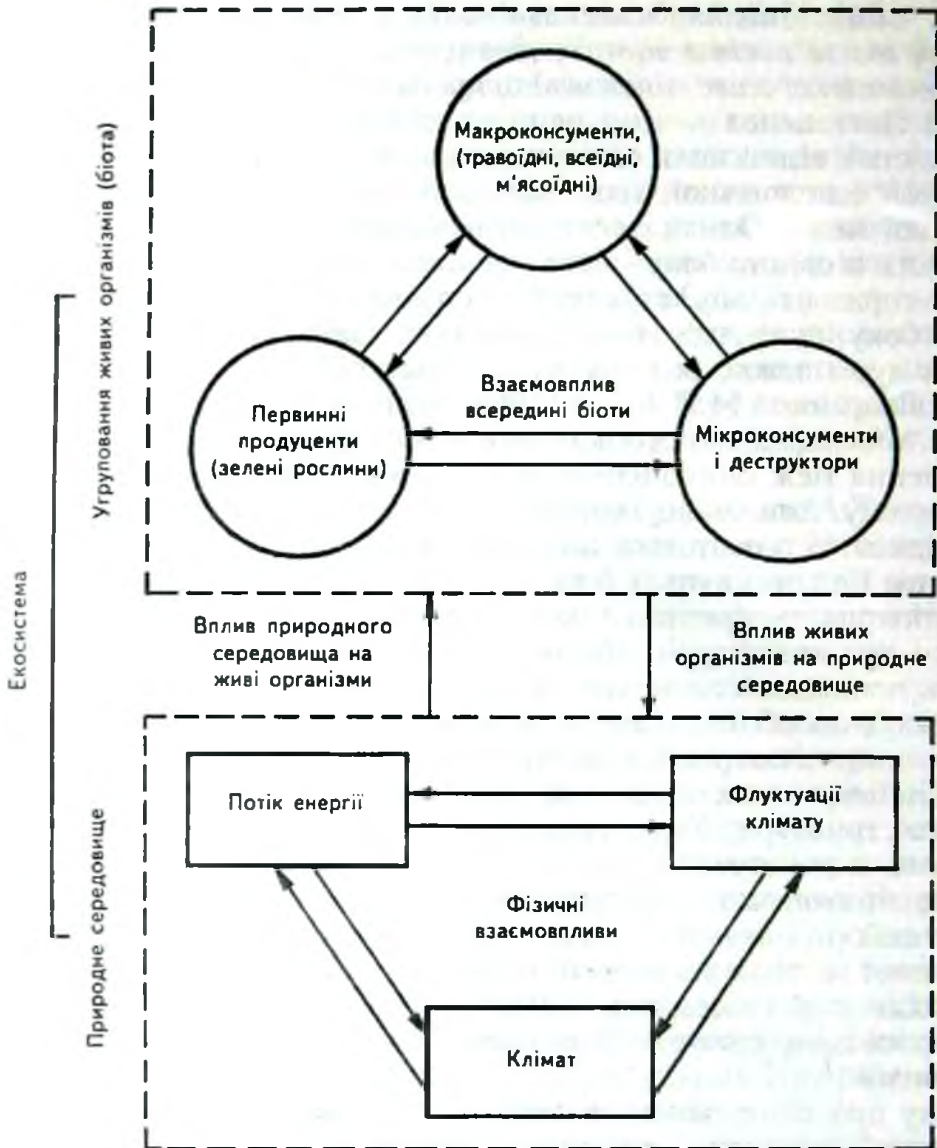 Екосистема
Угруповання живих організмів (біота)
Макроконсументи,
(травоїдні, всеїдні,
м'ясоїдні)
Первинні
продуценти
(зелені рослини)
Взаємовплив
всередині біоти
Мікроконсументи
і деструктори
Вплив природного
середовища на
живі організми
Вплив живих
організмів на природне
середовище
Природне середовище
Потік енергії
Флуктуації
клімату
Фізичні
взаємовпливи
Клімат